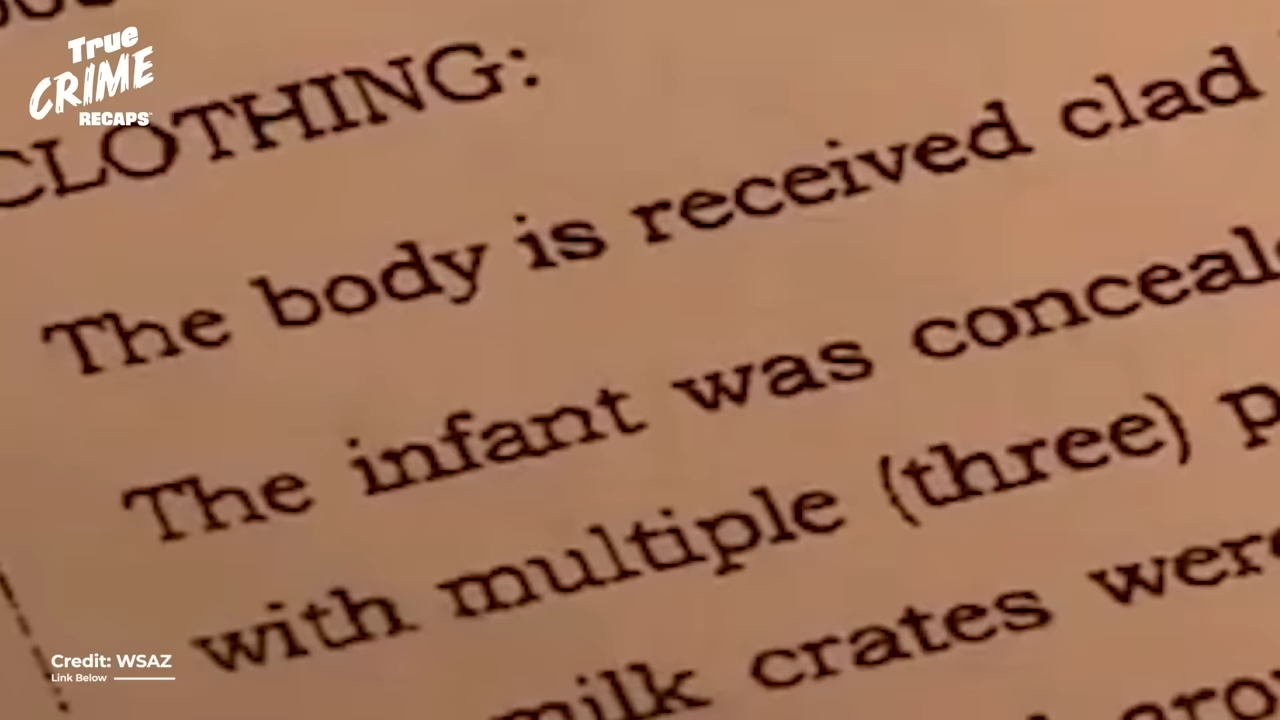 True
CRIME
RECAPS
CLOTHING:
The body is received clad
The infant was conceal
with multiple (three) p
milk crates were
Credit: WSAZ
Link Below